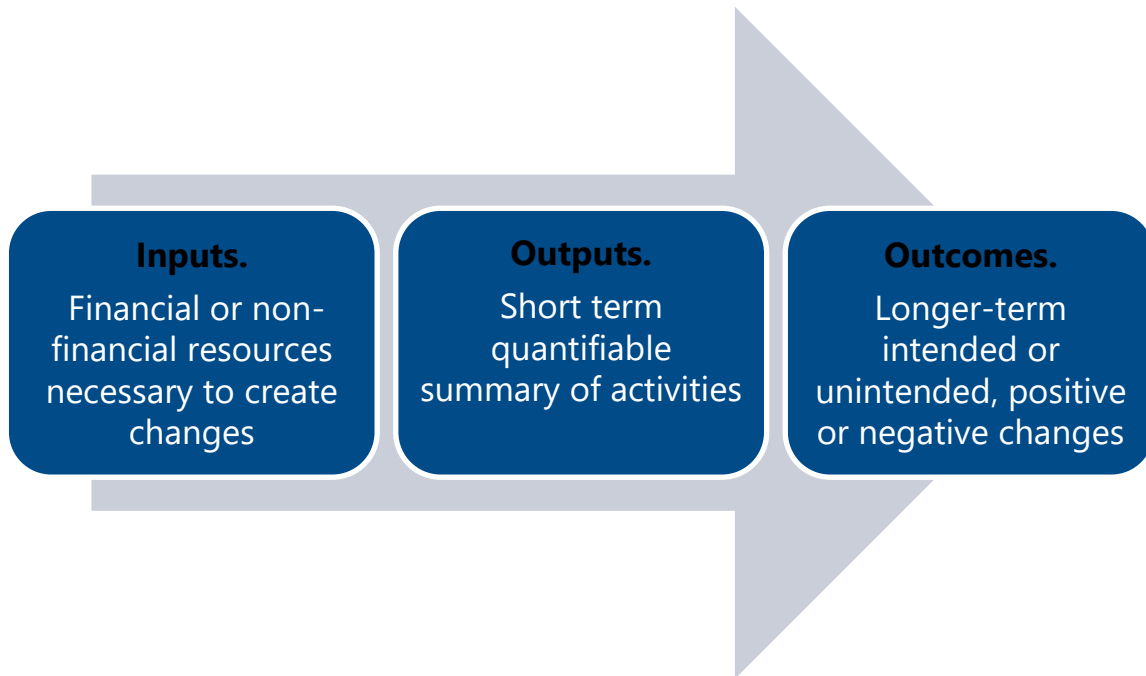 Inputs.
Financial or non-
financial resources
necessary to create
changes
Outputs.
Short term
quantifiable
summary of activities
Outcomes.
Longer-term
intended or
unintended, positive
or negative changes